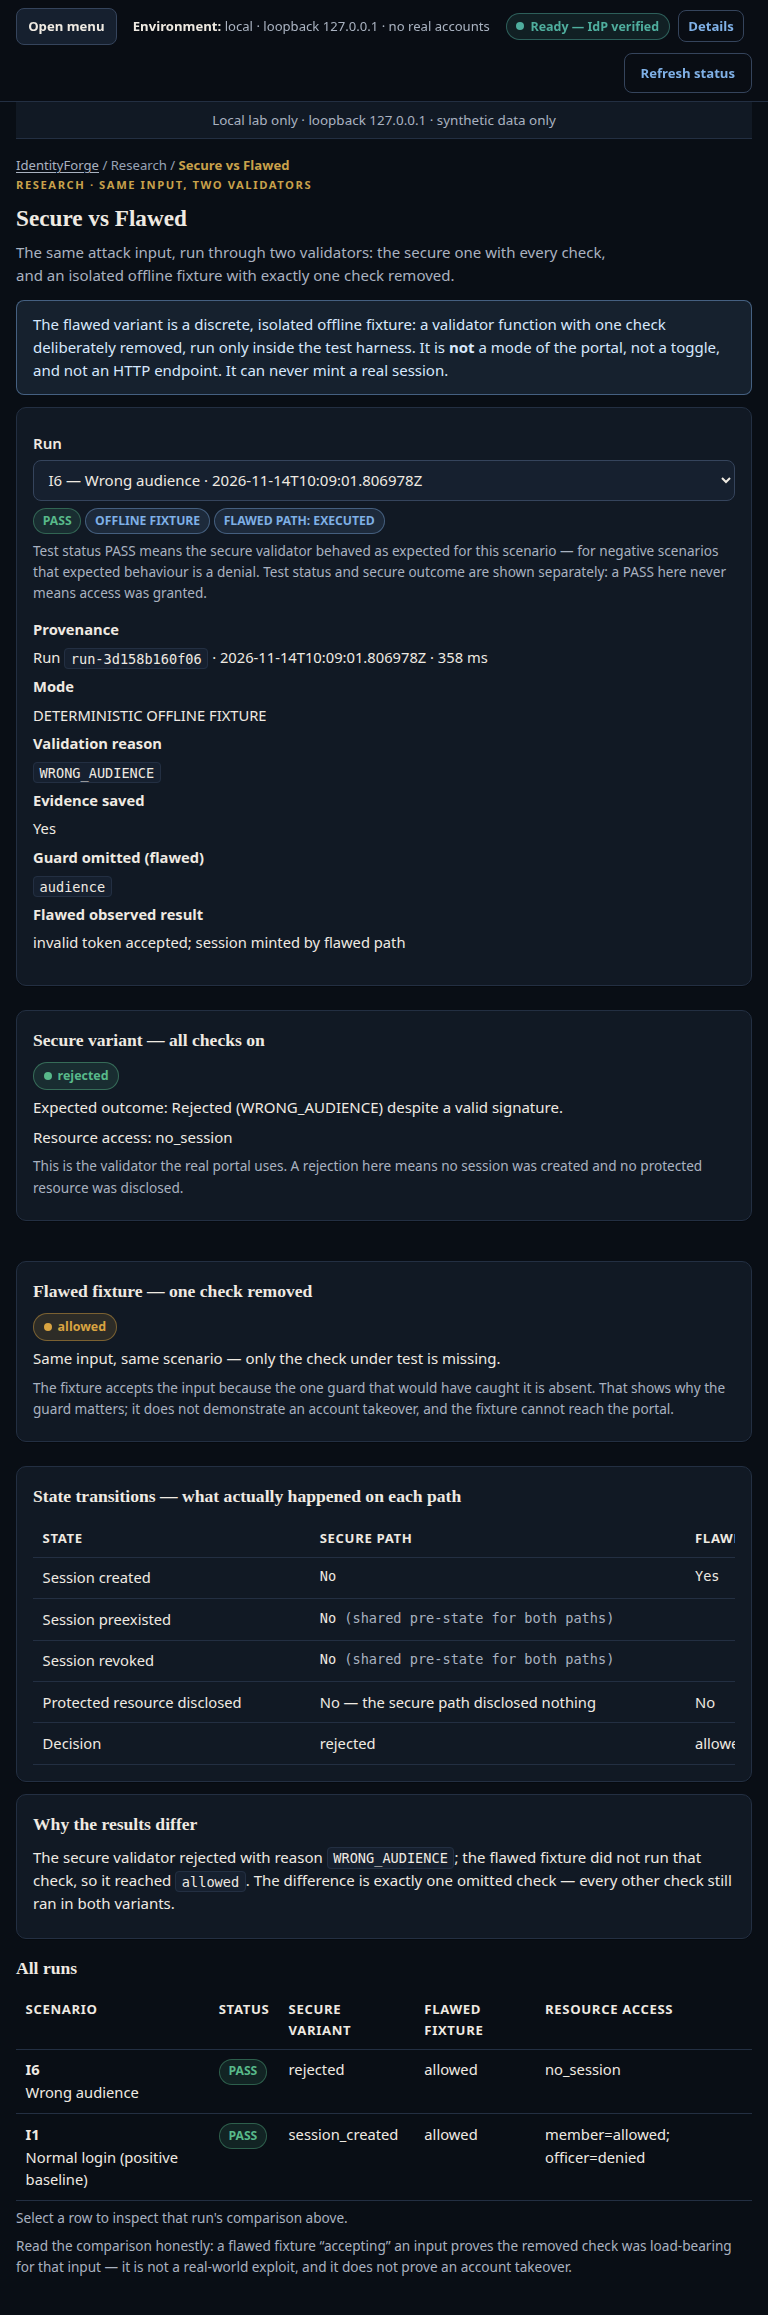 Open menu
Environment: local · loopback 127.0.0.1 · no real accounts
Ready — IdP verified
Details
Refresh status
Local lab only · loopback 127.0.0.1 · synthetic data only
IdentityForge / Research / Secure vs Flawed
RESEARCH · SAME INPUT, TWO VALIDATORS
Secure vs Flawed
The same attack input, run through two validators: the secure one with every check,
and an isolated offline fixture with exactly one check removed.
The flawed variant is a discrete, isolated offline fixture: a validator function with one check
deliberately removed, run only inside the test harness. It is not a mode of the portal, not a toggle,
and not an HTTP endpoint. It can never mint a real session.
Run
I6 — Wrong audience · 2026-11-14T10:09:01.806978Z
PASS OFFLINE FIXTURE FLAWED PATH: EXECUTED
Test status PASS means the secure validator behaved as expected for this scenario — for negative scenarios
that expected behaviour is a denial. Test status and secure outcome are shown separately: a PASS here never
means access was granted.
Provenance
Run run-3d158b160f06 · 2026-11-14T10:09:01.806978Z · 358 ms
Mode
DETERMINISTIC OFFLINE FIXTURE
Validation reason
WRONG_AUDIENCE
Evidence saved
Yes
Guard omitted (flawed)
audience
Flawed observed result
invalid token accepted; session minted by flawed path
Secure variant — all checks on
rejected
Expected outcome: Rejected (WRONG_AUDIENCE) despite a valid signature.
Resource access: no_session
This is the validator the real portal uses. A rejection here means no session was created and no protected
resource was disclosed.
Flawed fixture — one check removed
allowed
Same input, same scenario — only the check under test is missing.
The fixture accepts the input because the one guard that would have caught it is absent. That shows why the
guard matters; it does not demonstrate an account takeover, and the fixture cannot reach the portal.
State transitions — what actually happened on each path
STATE SECURE PATH FLAW
Session created No Yes
Session preexisted No (shared pre-state for both paths)
Session revoked No (shared pre-state for both paths)
Protected resource disclosed No — the secure path disclosed nothing No
Decision rejected allowe
Why the results differ
The secure validator rejected with reason WRONG_AUDIENCE; the flawed fixture did not run that
check, so it reached allowed. The difference is exactly one omitted check — every other check still
ran in both variants.
All runs
SCENARIO STATUS SECURE VARIANT FLAWED FIXTURE RESOURCE ACCESS
I6 PASS rejected allowed no_session
Wrong audience
I1 PASS session_created allowed member=allowed;
Normal login (positive officer=denied
baseline)
Select a row to inspect that run's comparison above.
Read the comparison honestly: a flawed fixture “accepting” an input proves the removed check was load-bearing
for that input — it is not a real-world exploit, and it does not prove an account takeover.